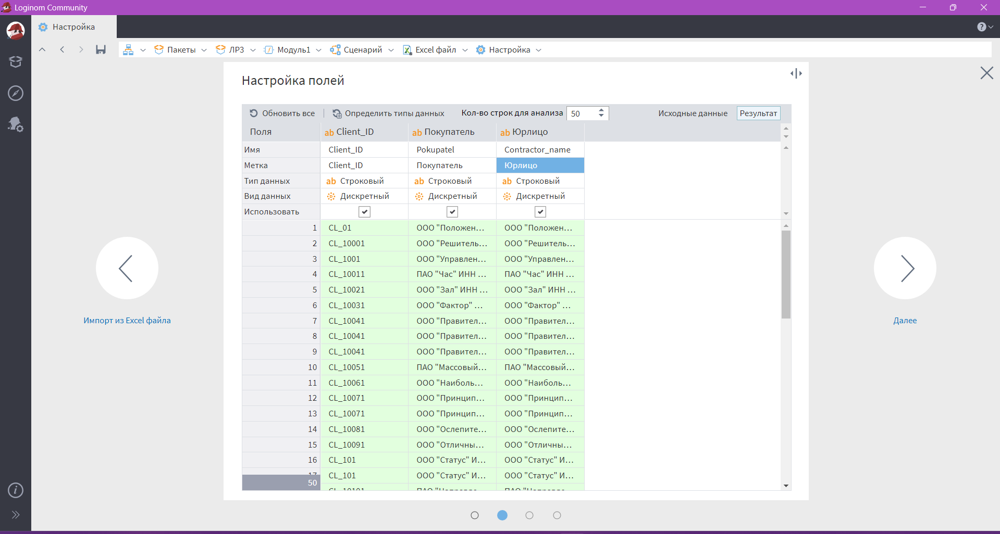 Loginom Community
Настройка
Пакеты ЛР3 Модуль1 Сценарий Excel файл Настройка
Настройка полей
Обновить все Определить типы данных Кол-во строк для анализа 50 Исходные данные Результат
Поля ab Client_ID ab Покупатель ab Юрлицо
Имя Client_ID Pokupatel Contractor_name
Метка Client_ID Покупатель Юрлицо
Тип данных ab Строковый ab Строковый ab Строковый
Вид данных Дискретный Дискретный Дискретный
Использовать
1 CL_01 ООО "Положен... ООО "Положен...
2 CL_10001 ООО "Решитель... ООО "Решитель...
3 CL_1001 ООО "Управлен... ООО "Управлен...
4 CL_10011 ПАО "Час" ИНН ... ПАО "Час" ИНН ...
5 CL_10021 ООО "Зал" ИНН ... ООО "Зал" ИНН ...
6 CL_10031 ООО "Фактор" ... ООО "Фактор" ...
7 CL_10041 ООО "Правител... ООО "Правител...
8 CL_10041 ООО "Правител... ООО "Правител...
9 CL_10041 ООО "Правител... ООО "Правител...
10 CL_10051 ПАО "Массовый... ПАО "Массовый...
11 CL_10061 ООО "Наиболь... ООО "Наиболь...
12 CL_10071 ООО "Принцип... ООО "Принцип...
13 CL_10071 ООО "Принцип... ООО "Принцип...
14 CL_10081 ООО "Ослепите... ООО "Ослепите...
15 CL_10091 ООО "Отличны... ООО "Отличны...
16 CL_101 ООО "Статус" И... ООО "Статус" И...
17 CL_101 ООО "Статус" И... ООО "Статус" И...
50
Импорт из Excel файла
Далее